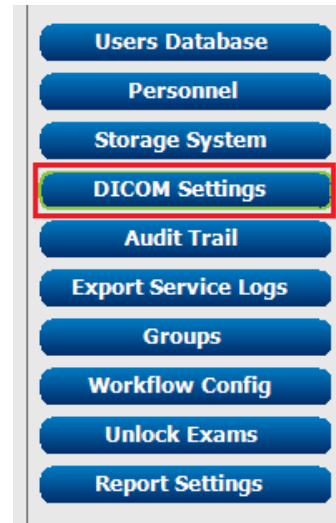 Users Database
Personnel
Storage System
DICOM Settings
Audit Trail
Export Service Logs
Groups
Workflow Config
Unlock Exams
Report Settings